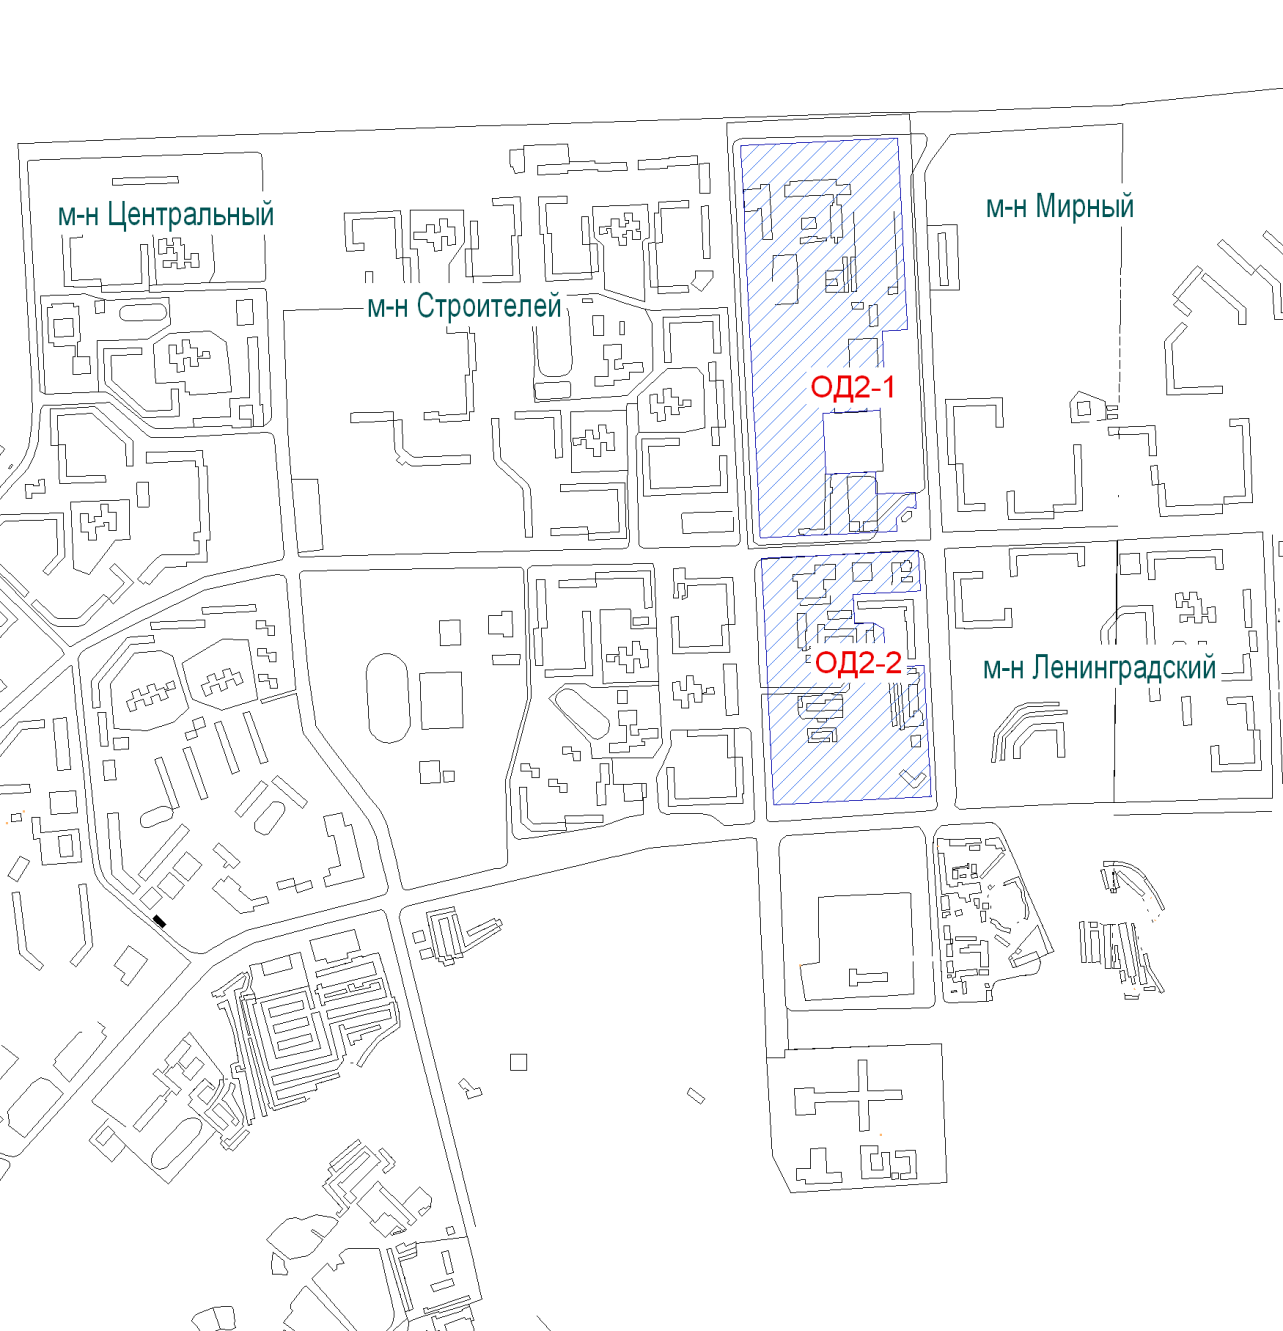 м-н Центральный
м-н Мирный
м-н Строителей
ОД2-1
ОД2-2
м-н Ленинградский